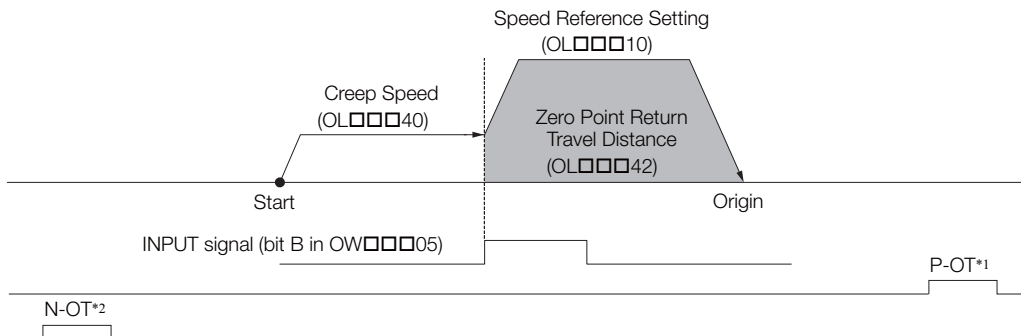 Speed Reference Setting
(OL□□□10)
Creep Speed
(OL□□□40)
Zero Point Return
Travel Distance
(OL□□□42)
Start
Origin
INPUT signal (bit B in OW□□□05)
P-OT*1
N-OT*2